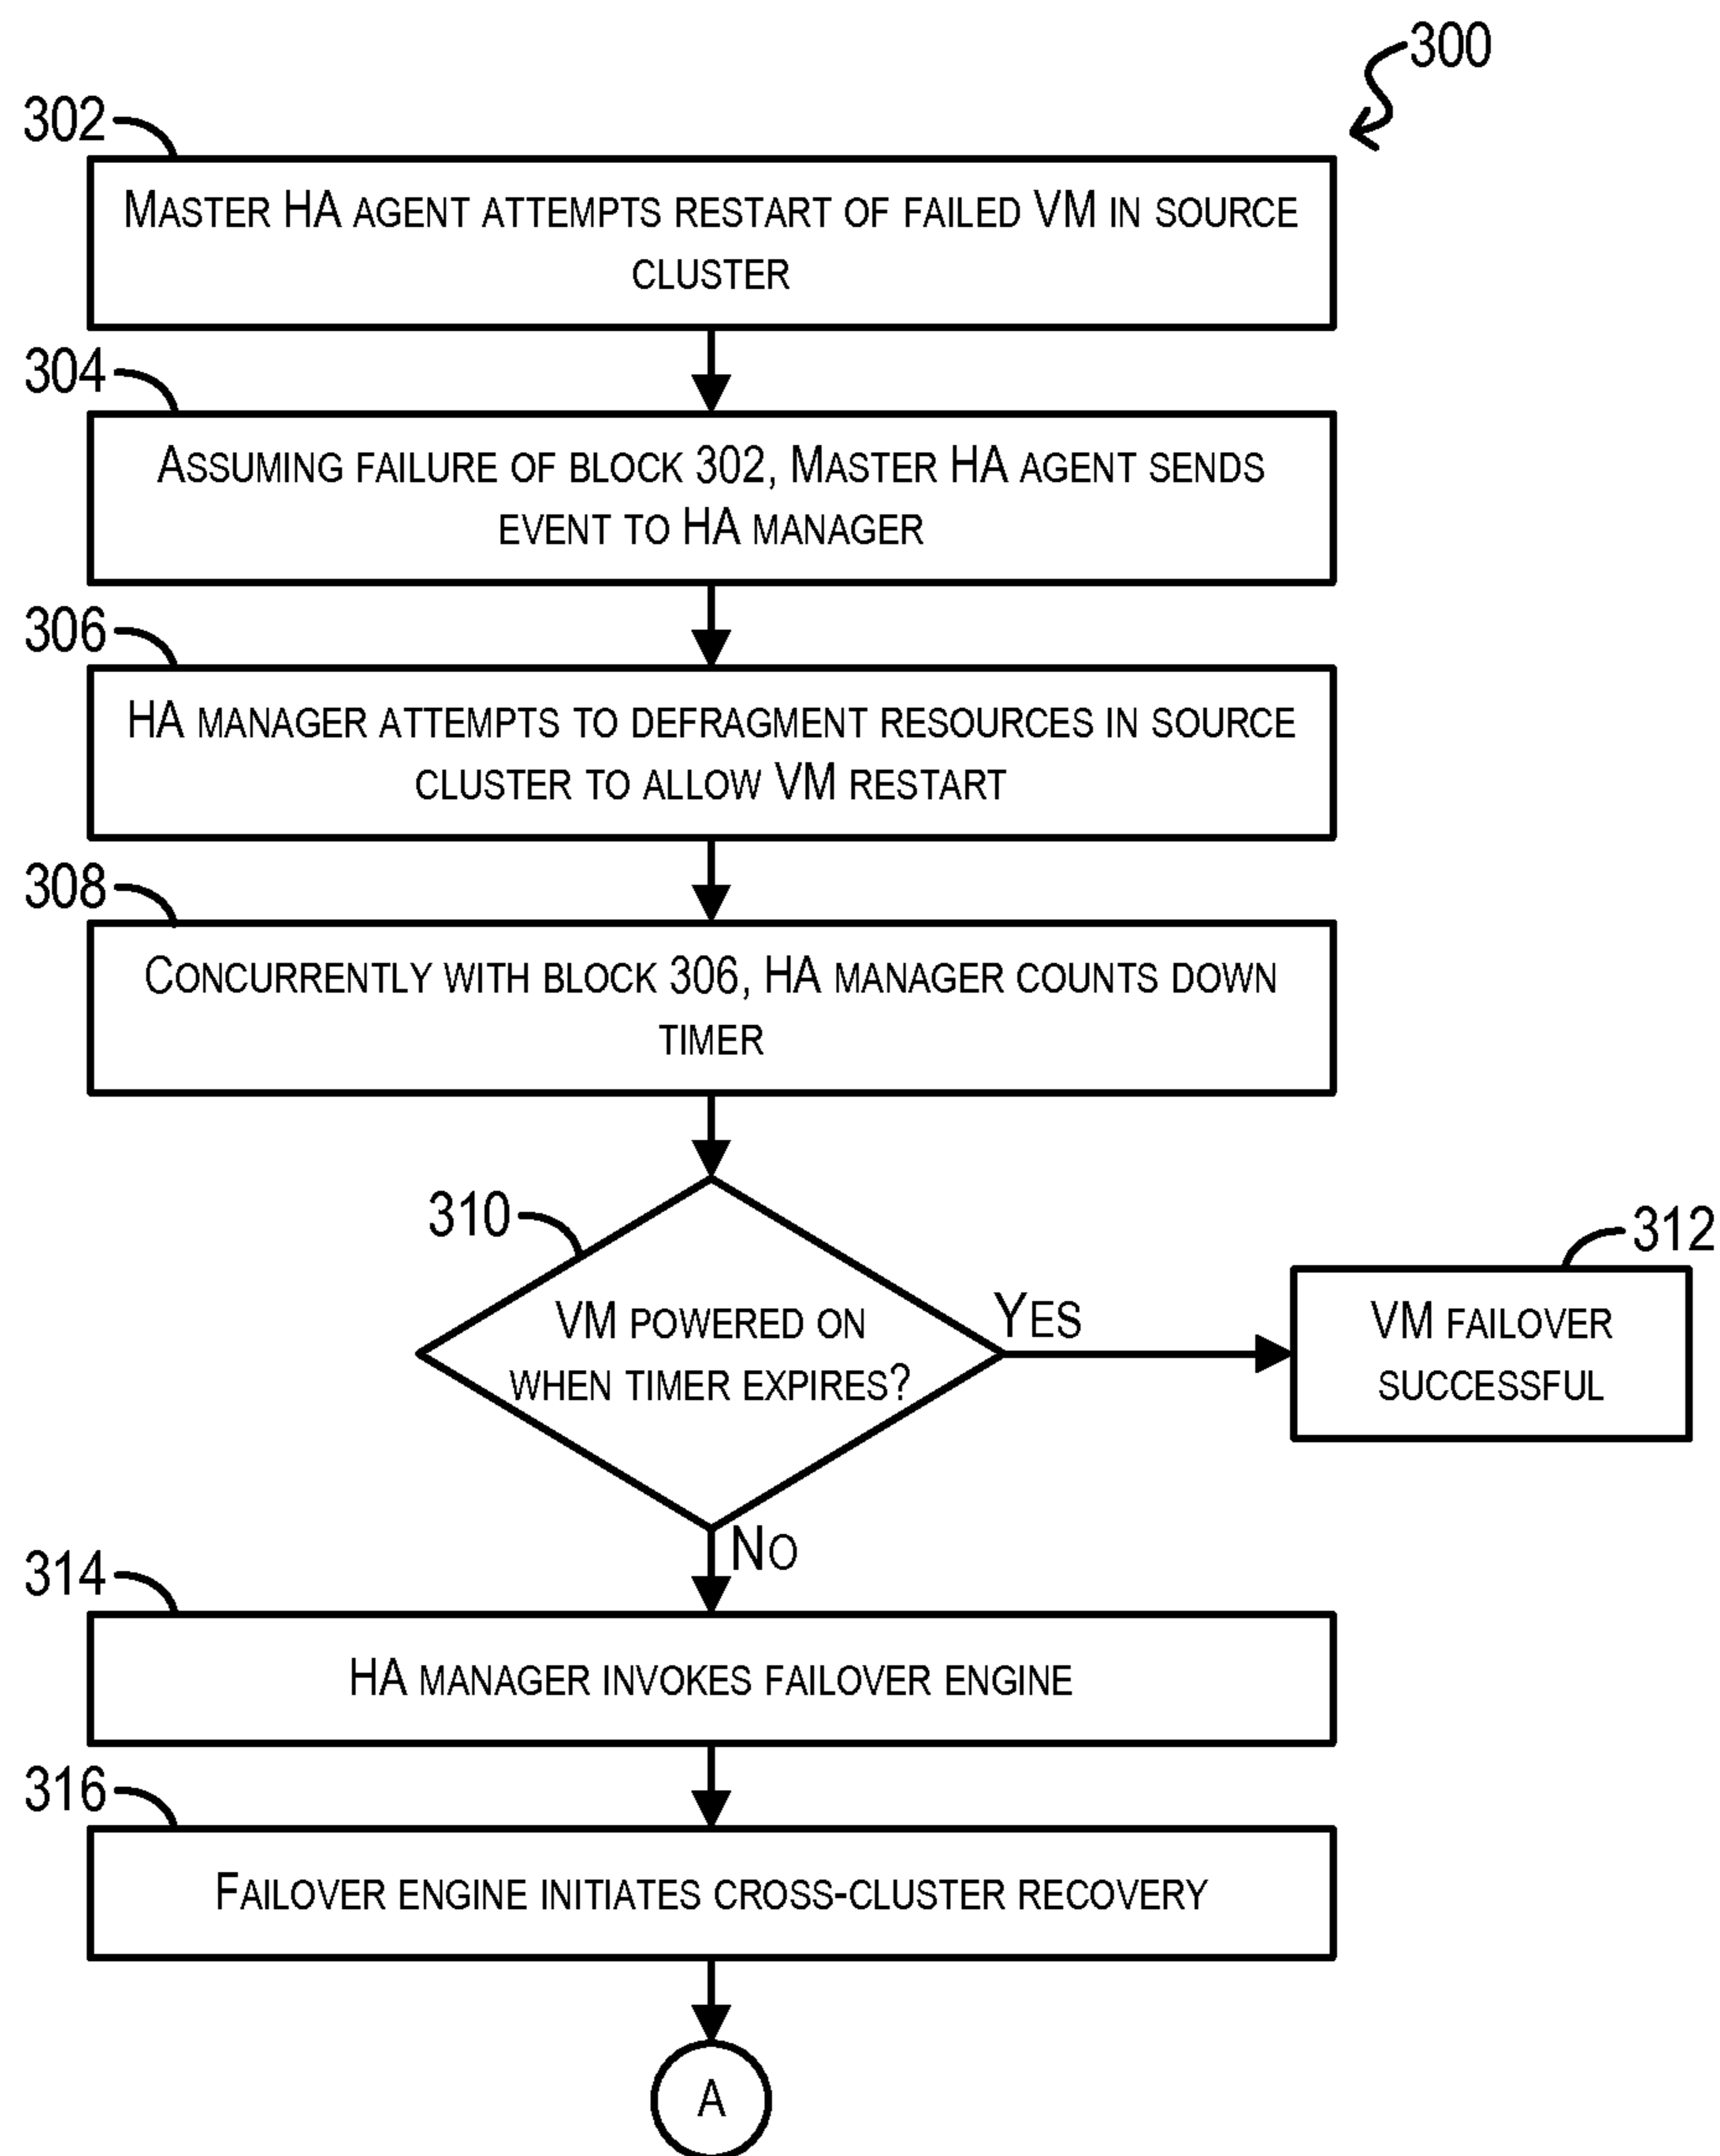 300
302
Master HA agent attempts restart of failed VM in source
cluster
304
Assuming failure of block 302, Master HA agent sends
event to HA manager
306
HA manager attempts to defragment resources in source
cluster to allow VM restart
308
Concurrently with block 306, HA manager counts down
timer
310
VM powered on
when timer expires?
Yes
312
VM failover
successful
No
314
HA manager invokes failover engine
316
Failover engine initiates cross-cluster recovery
A